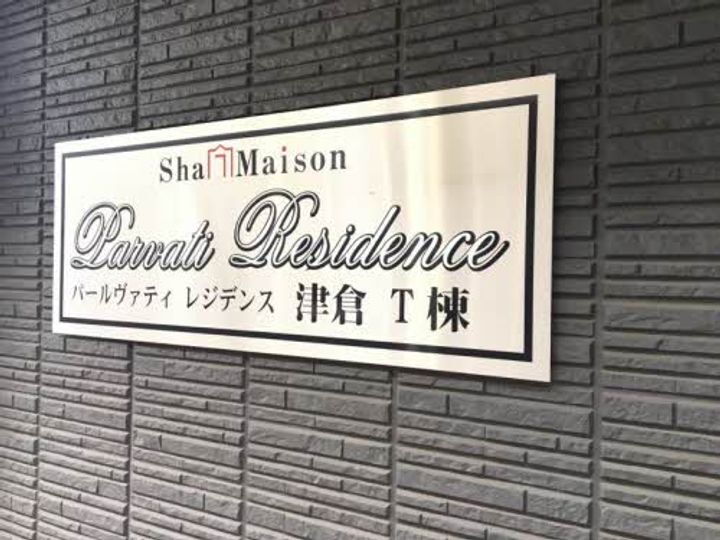 Sha Maison
Parvati Residence
パールヴァティ レジデンス 津倉 T棟